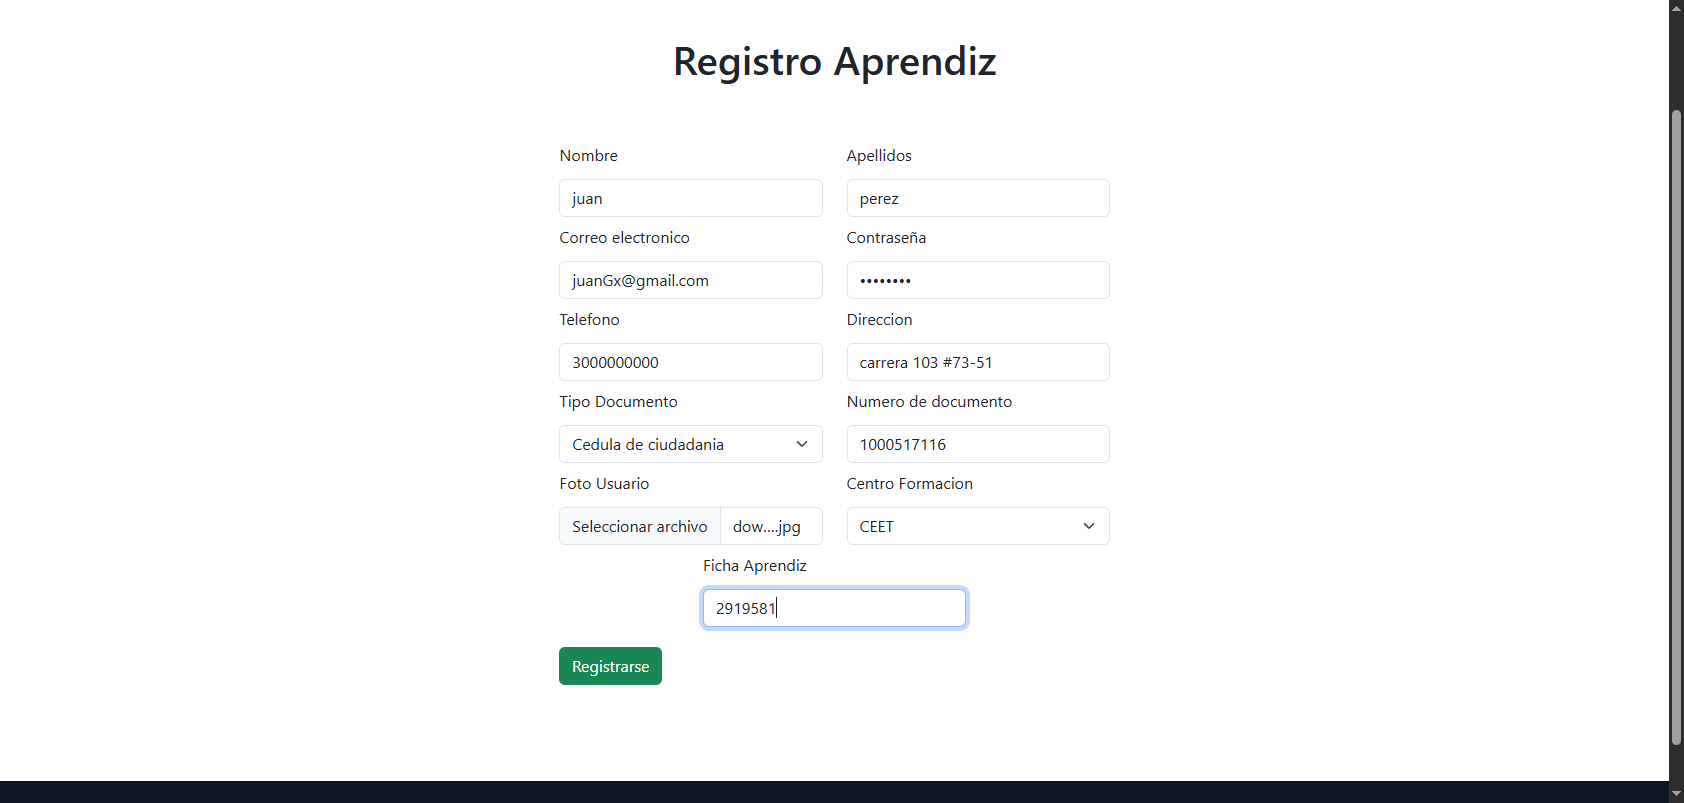 Registro Aprendiz
Nombre
Apellidos
juan
perez
Correo electronico
Contraseña
juanGx@gmail.com
••••••••
Telefono
Direccion
3000000000
carrera 103 #73-51
Tipo Documento
Numero de documento
Cedula de ciudadania
1000517116
Foto Usuario
Centro Formacion
Seleccionar archivo dow....jpg
CEET
Ficha Aprendiz
2919581
Registrarse